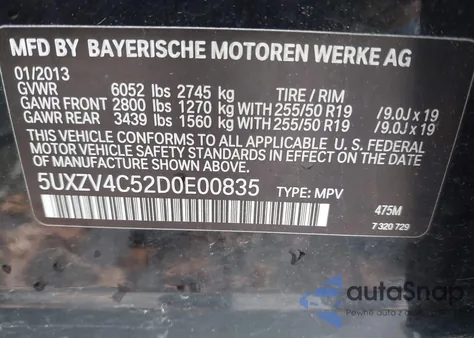 MFD BY BAYERISCHE MOTOREN WERKE AG
01/2013
GVWR 6052 lbs 2745 kg TIRE / RIM
GAWR FRONT 2800 lbs 1270 kg WITH 255/50 R19 /9.0J x 19
GAWR REAR 3439 lbs 1560 kg WITH 255/50 R19 /9.0J x 19
THIS VEHICLE CONFORMS TO ALL APPLICABLE U. S. FEDERAL
MOTOR VEHICLE SAFETY STANDARDS IN EFFECT ON THE
DATE OF MANUFACTURE SHOWN ABOVE.
5UXZV4C52D0E00835 TYPE: MPV
475M
7 320 729
autoSnap
Pewne auta z